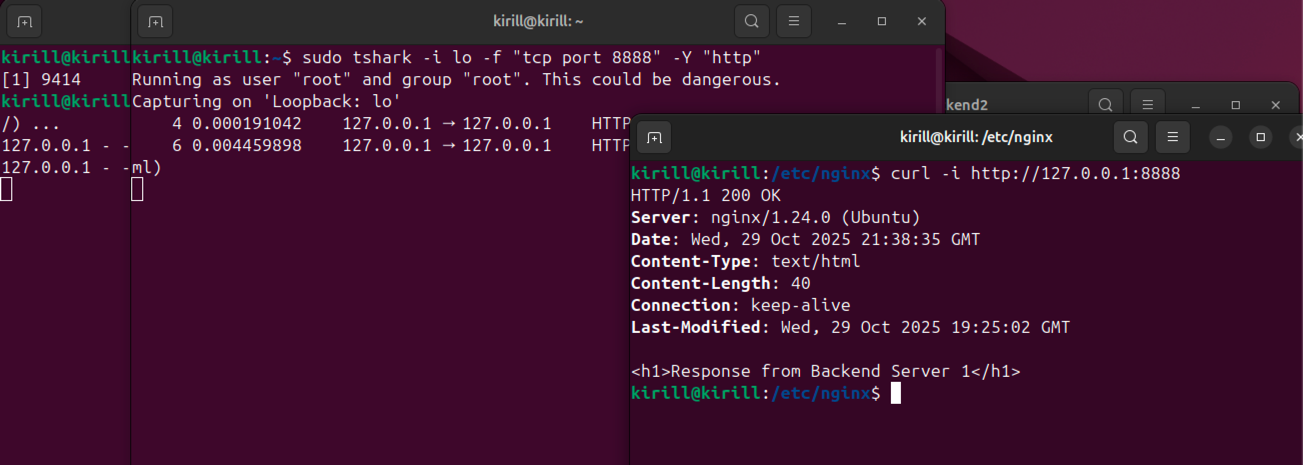 kirill@kirill: ~
kirill@kirill
[1] 9414
kirill@kirill
/) ...
127.0.0.1 - -
127.0.0.1 - -
kirill@kirill:~$ sudo tshark -i lo -f "tcp port 8888" -Y "http"
Running as user "root" and group "root". This could be dangerous.
Capturing on 'Loopback: lo'
4 0.000191042 127.0.0.1 → 127.0.0.1 HTTP
6 0.004459898 127.0.0.1 → 127.0.0.1 HTTP
ml)
kend2
kirill@kirill: /etc/nginx
kirill@kirill:/etc/nginx$ curl -i http://127.0.0.1:8888
HTTP/1.1 200 OK
Server: nginx/1.24.0 (Ubuntu)
Date: Wed, 29 Oct 2025 21:38:35 GMT
Content-Type: text/html
Content-Length: 40
Connection: keep-alive
Last-Modified: Wed, 29 Oct 2025 19:25:02 GMT
<h1>Response from Backend Server 1</h1>
kirill@kirill:/etc/nginx$